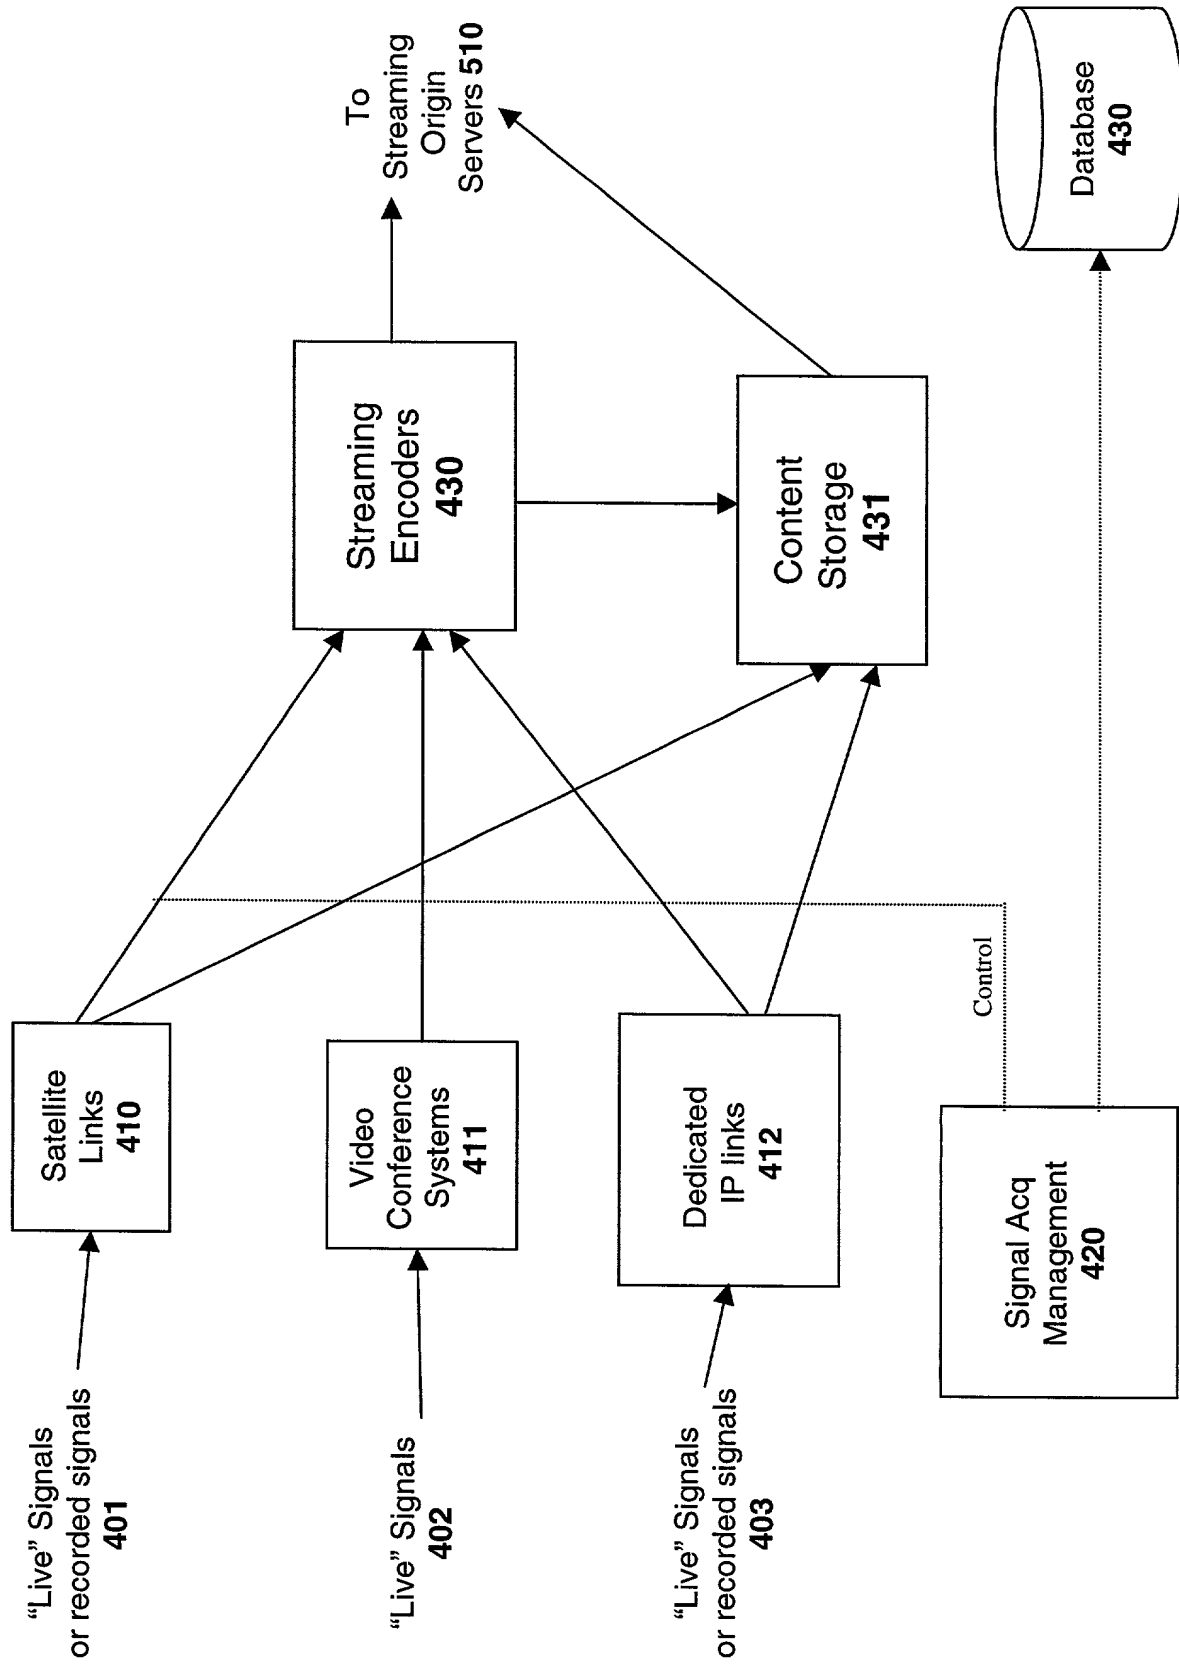 “Live” Signals
or recorded signals
401
“Live” Signals
402
“Live” Signals
or recorded signals
403
Satellite
Links
410
Video
Conference
Systems
411
Dedicated
IP links
412
Signal Acq
Management
420
Control
Streaming
Encoders
430
Content
Storage
431
To
Streaming
Origin
Servers 510
Database
430